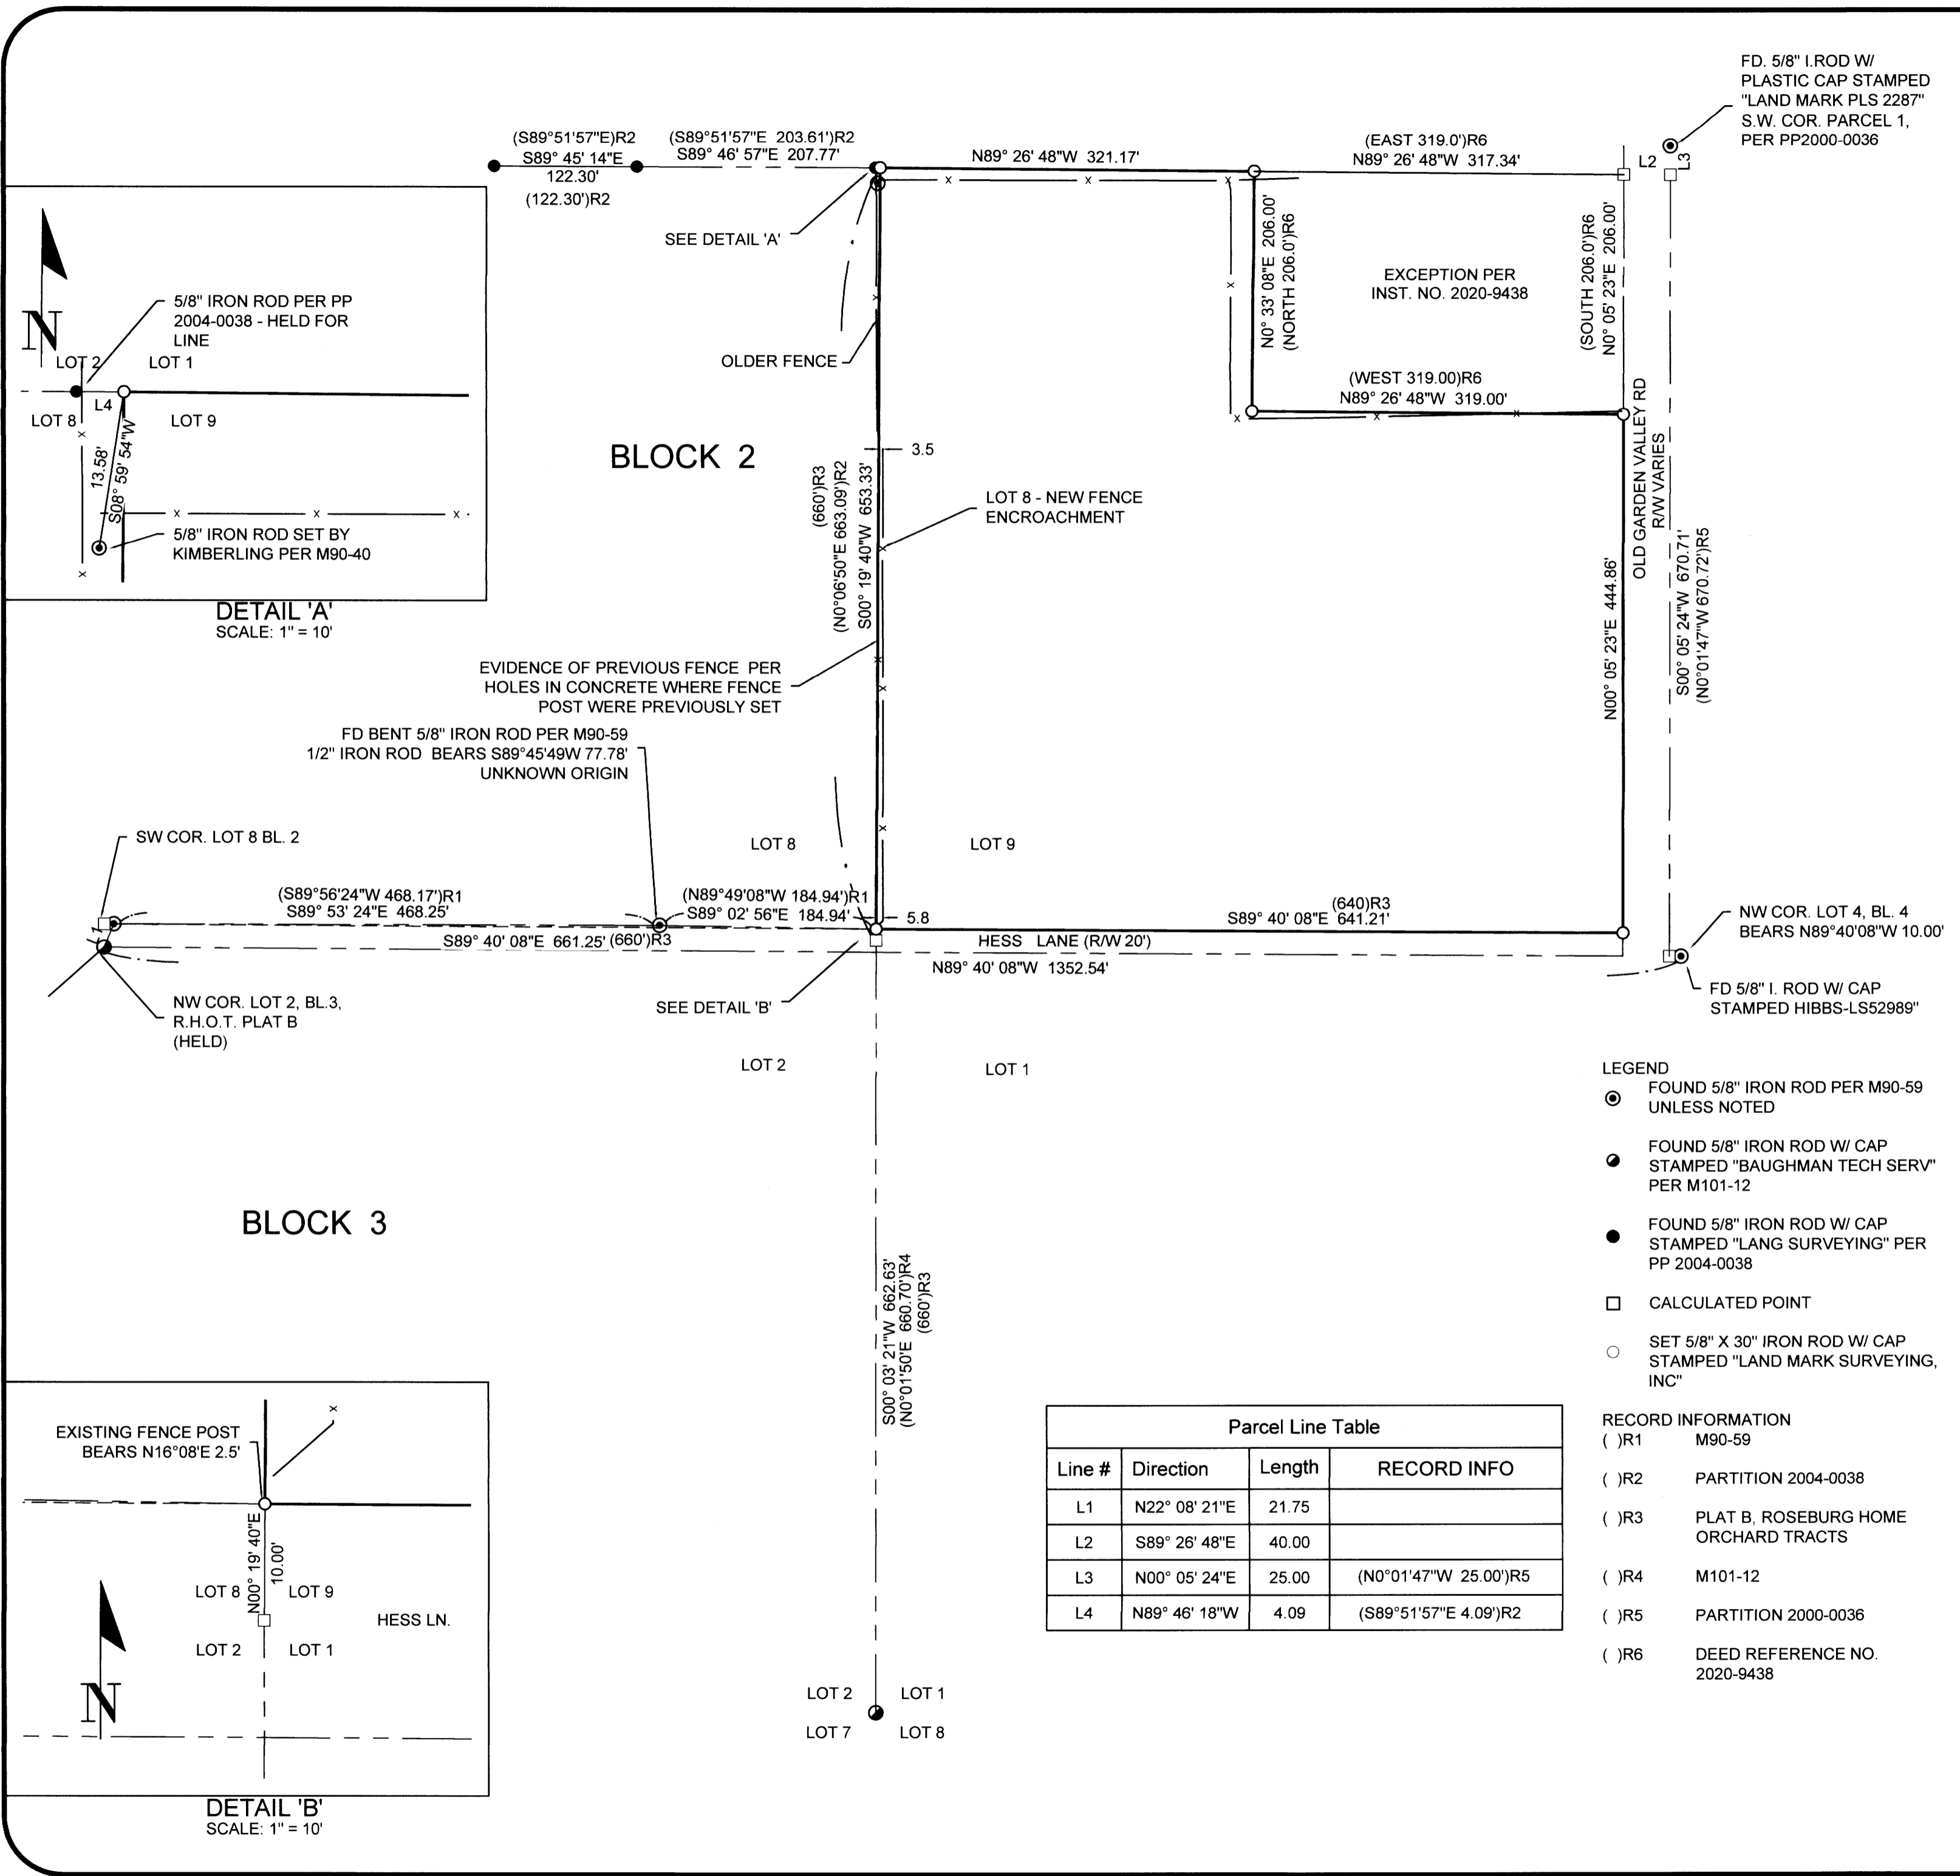 FD. 5/8" I.ROD W/
PLASTIC CAP STAMPED
"LAND MARK PLS 2287"
S.W. COR. PARCEL 1,
PER PP2000-0036
(S89°51'57"E)R2
S89° 45' 14"E
122.30'
(122.30')R2
(S89°51'57"E 203.61')R2
S89° 46' 57"E 207.77'
N89° 26' 48"W 321.17'
(EAST 319.0')R6
N89° 26' 48"W 317.34'
L2
L3
SEE DETAIL 'A'
N0° 33' 08"E 206.00'
(NORTH 206.0')R6
EXCEPTION PER
INST. NO. 2020-9438
(SOUTH 206.0')R6
N0° 05' 23"E 206.00'
OLDER FENCE
(WEST 319.00')R6
N89° 26' 48"W 319.00'
N
5/8" IRON ROD PER PP
2004-0038 - HELD FOR
LINE
LOT 2
LOT 1
L4
LOT 8
LOT 9
13.58'
S08° 59' 54"W
5/8" IRON ROD SET BY
KIMBERLING PER M90-40
DETAIL 'A'
SCALE: 1" = 10'
BLOCK 2
3.5
(660')R3
(N0°06'50"E 663.09')R2
S00° 19' 40"W 653.33'
LOT 8 - NEW FENCE
ENCROACHMENT
OLD GARDEN VALLEY RD
R/W VARIES
N00° 05' 23"E 444.86'
S00° 05' 24"W 670.71'
(N0°01'47"W 670.72')R5
EVIDENCE OF PREVIOUS FENCE PER
HOLES IN CONCRETE WHERE FENCE
POST WERE PREVIOUSLY SET
FD BENT 5/8" IRON ROD PER M90-59
1/2" IRON ROD BEARS S89°45'49W 77.78'
UNKNOWN ORIGIN
SW COR. LOT 8 BL. 2
LOT 8
LOT 9
(S89°56'24"W 468.17')R1
S89° 53' 24"E 468.25'
(N89°49'08"W 184.94')R1
S89° 02' 56"E 184.94'
5.8
(640)R3
S89° 40' 08"E 641.21'
L1
S89° 40' 08"E 661.25' (660')R3
HESS LANE (R/W 20')
N89° 40' 08"W 1352.54'
NW COR. LOT 4, BL. 4
BEARS N89°40'08"W 10.00'
FD 5/8" I. ROD W/ CAP
STAMPED HIBBS-LS52989"
NW COR. LOT 2, BL.3,
R.H.O.T. PLAT B
(HELD)
SEE DETAIL 'B'
LOT 2
LOT 1
BLOCK 3
S00° 03' 21"W 662.63'
(N0°01'50'E 660.70')R4
(660')R3
LOT 2
LOT 1
LOT 7
LOT 8
LEGEND
FOUND 5/8" IRON ROD PER M90-59
UNLESS NOTED
FOUND 5/8" IRON ROD W/ CAP
STAMPED "BAUGHMAN TECH SERV"
PER M101-12
FOUND 5/8" IRON ROD W/ CAP
STAMPED "LANG SURVEYING" PER
PP 2004-0038
CALCULATED POINT
SET 5/8" X 30" IRON ROD W/ CAP
STAMPED "LAND MARK SURVEYING,
INC"
RECORD INFORMATION
( )R1 M90-59
( )R2 PARTITION 2004-0038
( )R3 PLAT B, ROSEBURG HOME
ORCHARD TRACTS
( )R4 M101-12
( )R5 PARTITION 2000-0036
( )R6 DEED REFERENCE NO.
2020-9438
Parcel Line Table
Line # Direction Length RECORD INFO
L1 N22° 08' 21"E 21.75
L2 S89° 26' 48"E 40.00
L3 N00° 05' 24"E 25.00 (N0°01'47"W 25.00')R5
L4 N89° 46' 18"W 4.09 (S89°51'57"E 4.09')R2
EXISTING FENCE POST
BEARS N16°08'E 2.5'
N00° 19' 40"E
10.00'
LOT 8
LOT 9
HESS LN.
LOT 2
LOT 1
N
DETAIL 'B'
SCALE: 1" = 10'